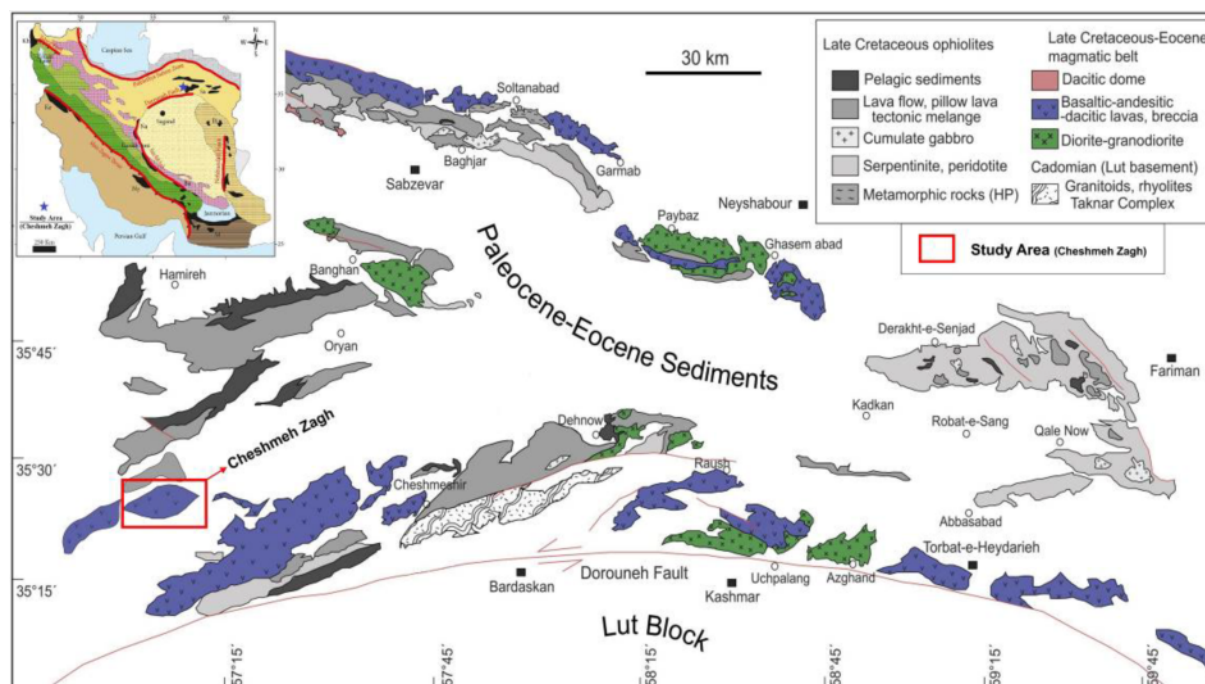 Caspian Sea
Study Area
(Cheshmeh Zagh)
250 Km
Persian Gulf
30 km
Late Cretaceous ophiolites
Pelagic sediments
Lava flow, pillow lava
tectonic melange
Cumulate gabbro
Serpentinite, peridotite
Metamorphic rocks (HP)
Late Cretaceous-Eocene
magmatic belt
Dacitic dome
Basaltic-andesitic
-dacitic lavas, breccia
Diorite-granodiorite
Cadomian (Lut basement)
Granitoids, rhyolites
Taknar Complex
Study Area (Cheshmeh Zagh)
Soltanabad
Baghjar
Sabzevar
Garmab
Neyshabour
Paybaz
Ghasem abad
Banghan
Hamireh
Oryan
Paleocene-Eocene Sediments
Derakht-e-Senjad
Fariman
Kadkan
Robat-e-Sang
Qale Now
35°45´
Dehnow
Cheshmeh Zagh
35°30´
Raush
Cheshmeshir
Abbasabad
Torbat-e-Heydarieh
35°15´
Bardaskan
Dorouneh Fault
Kashmar
Uchpalang
Azghand
Lut Block
57°15´
57°45´
58°15´
58°45´
59°15´
59°45´